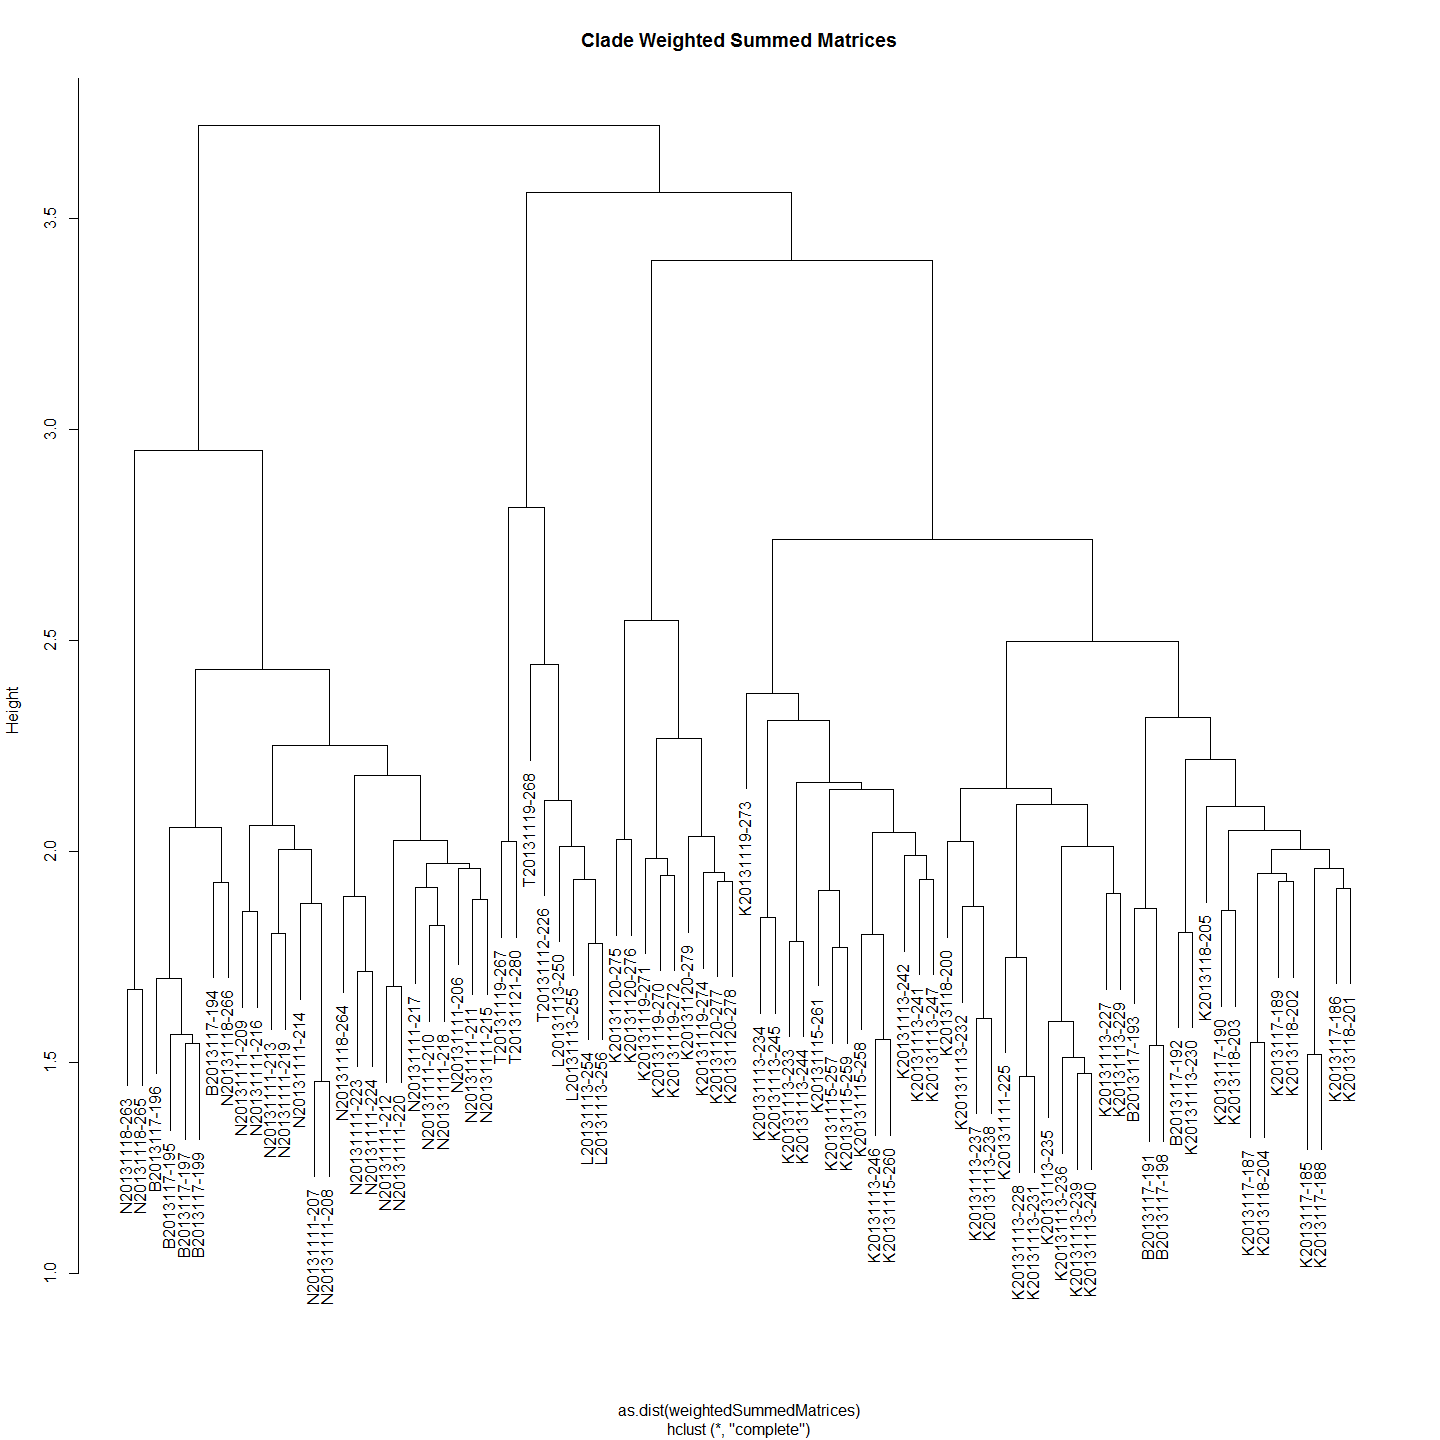 Clade Weighted Summed Matrices
Height
3.5
3.0
2.5
2.0
1.5
1.0
N20131118-263
N20131118-265
B2013117-196
B2013117-195
B2013117-197
B2013117-199
B2013117-194
N20131118-266
N20131111-209
N20131111-216
N20131111-213
N20131111-219
N20131111-214
N20131111-207
N20131111-208
N20131118-264
N20131111-223
N20131111-224
N20131111-212
N20131111-220
N20131111-217
N20131111-210
N20131111-218
N20131111-206
N20131111-211
N20131111-215
T20131119-267
T20131121-280
T20131119-268
T20131112-226
L20131113-250
L20131113-255
L20131113-254
L20131113-256
K20131120-275
K20131120-276
K20131119-271
K20131119-270
K20131119-272
K20131120-279
K20131119-274
K20131120-277
K20131120-278
K20131119-273
K20131113-234
K20131113-245
K20131113-233
K20131113-244
K20131115-261
K20131115-257
K20131115-259
K20131115-258
K20131113-246
K20131115-260
K20131113-242
K20131113-241
K20131113-247
K2013118-200
K20131113-232
K20131113-237
K20131113-238
K20131111-225
K20131113-228
K20131113-231
K20131113-235
K20131113-236
K20131113-239
K20131113-240
K20131113-227
K20131113-229
B2013117-193
B2013117-191
B2013117-198
B2013117-192
K20131113-230
K2013118-205
K2013117-190
K2013118-203
K2013117-187
K2013118-204
K2013117-189
K2013118-202
K2013117-185
K2013117-188
K2013117-186
K2013118-201
as.dist(weightedSummedMatrices)
hclust (*, "complete")